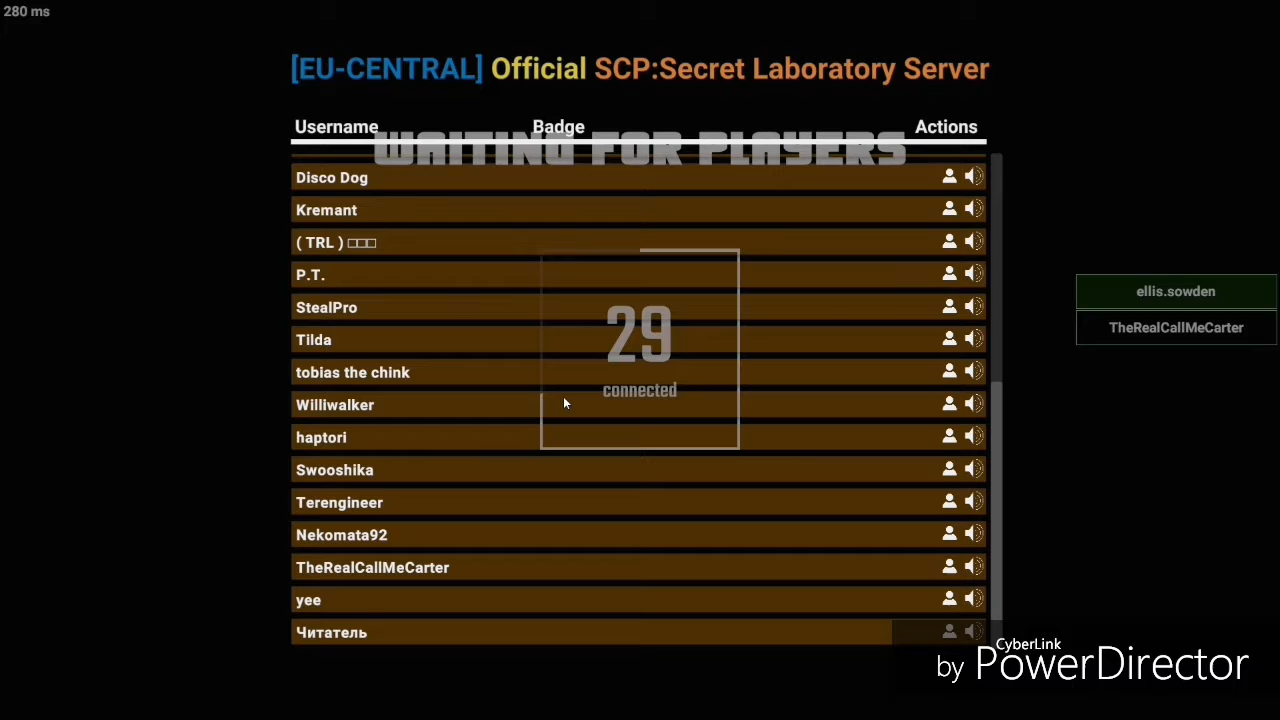 280 ms
[EU-CENTRAL] Official SCP:Secret Laboratory Server
Username Badge Actions
WAITING FOR PLAYERS
Disco Dog
Kremant
( TRL ) □□□
P.T.
StealPro
29
Tilda
tobias the chink
connected
Williwalker
haptori
Swooshika
Terengineer
Nekomata92
TheRealCallMeCarter
yee
Читатель
ellis.sowden
TheRealCallMeCarter
CyberLink
by PowerDirector